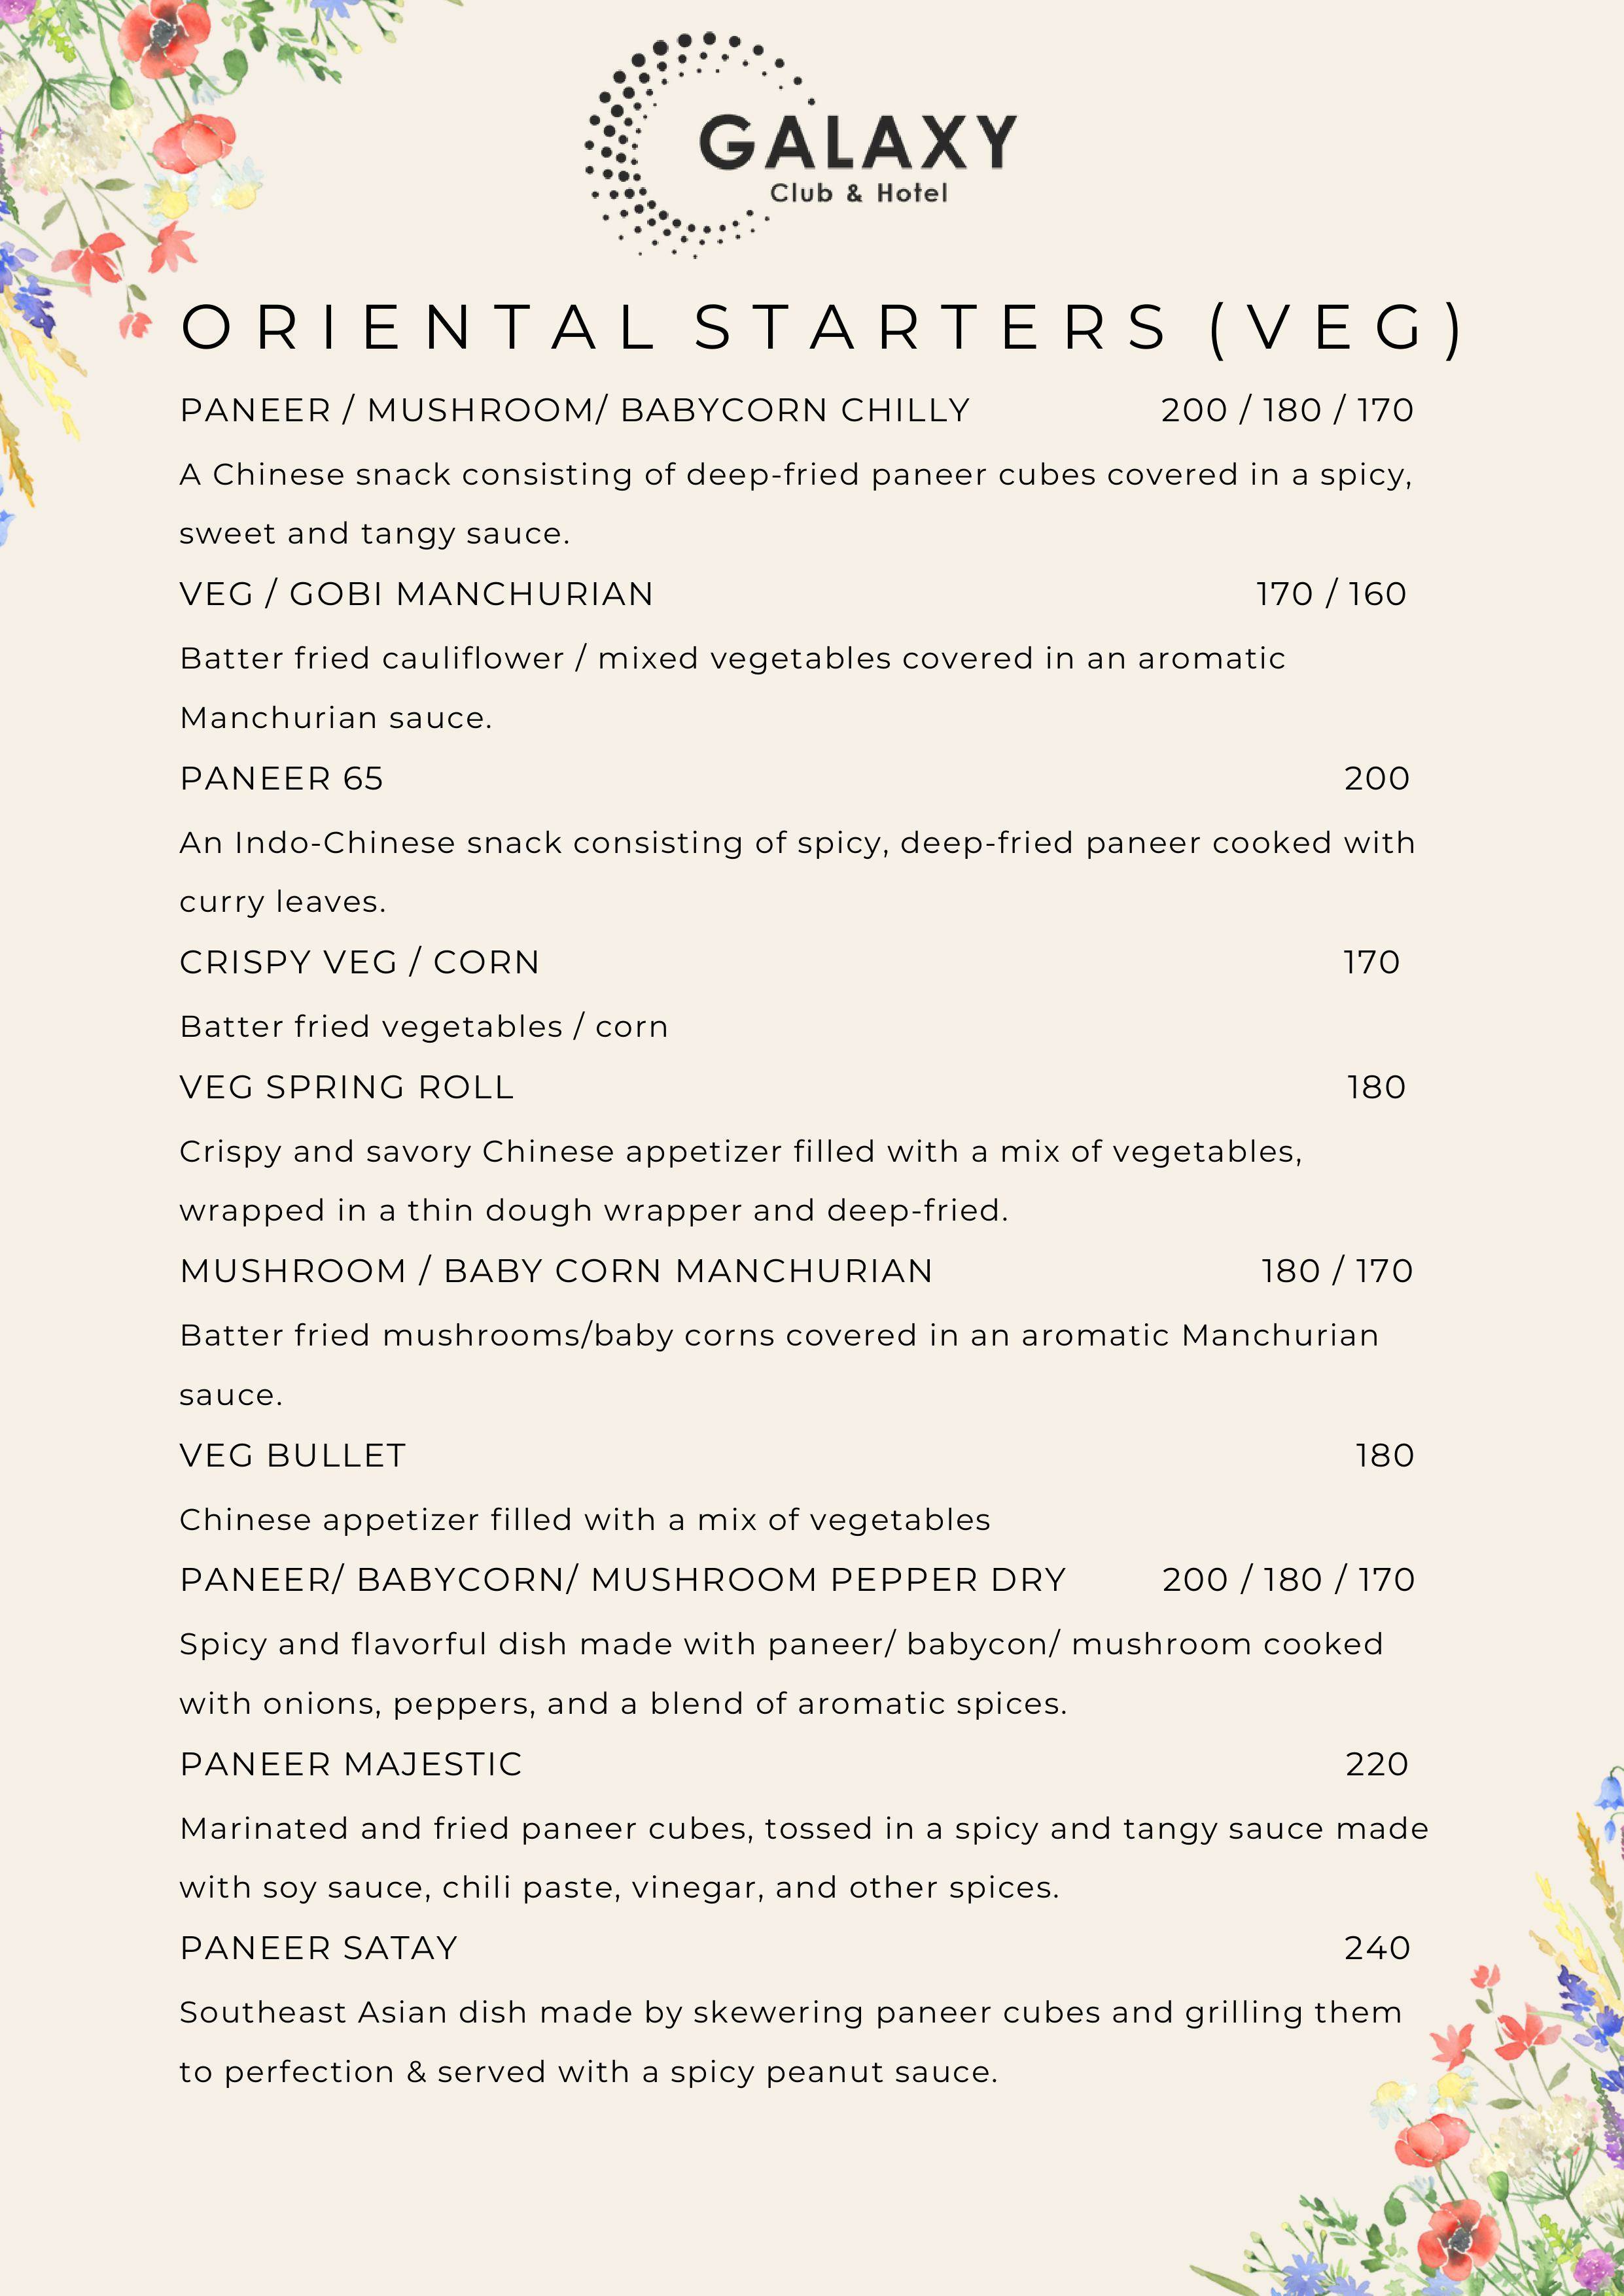 GALAXY
Club & Hotel
ORIENTAL STARTERS (VEG)
PANEER / MUSHROOM/ BABYCORN CHILLY 200 / 180 / 170
A Chinese snack consisting of deep-fried paneer cubes covered in a spicy,
sweet and tangy sauce.
VEG / GOBI MANCHURIAN 170 / 160
Batter fried cauliflower / mixed vegetables covered in an aromatic
Manchurian sauce.
PANEER 65 200
An Indo-Chinese snack consisting of spicy, deep-fried paneer cooked with
curry leaves.
CRISPY VEG / CORN 170
Batter fried vegetables / corn
VEG SPRING ROLL 180
Crispy and savory Chinese appetizer filled with a mix of vegetables,
wrapped in a thin dough wrapper and deep-fried.
MUSHROOM / BABY CORN MANCHURIAN 180 / 170
Batter fried mushrooms/baby corns covered in an aromatic Manchurian
sauce.
VEG BULLET 180
Chinese appetizer filled with a mix of vegetables
PANEER/ BABYCORN/ MUSHROOM PEPPER DRY 200 / 180 / 170
Spicy and flavorful dish made with paneer/ babycon/ mushroom cooked
with onions, peppers, and a blend of aromatic spices.
PANEER MAJESTIC 220
Marinated and fried paneer cubes, tossed in a spicy and tangy sauce made
with soy sauce, chili paste, vinegar, and other spices.
PANEER SATAY 240
Southeast Asian dish made by skewering paneer cubes and grilling them
to perfection & served with a spicy peanut sauce.